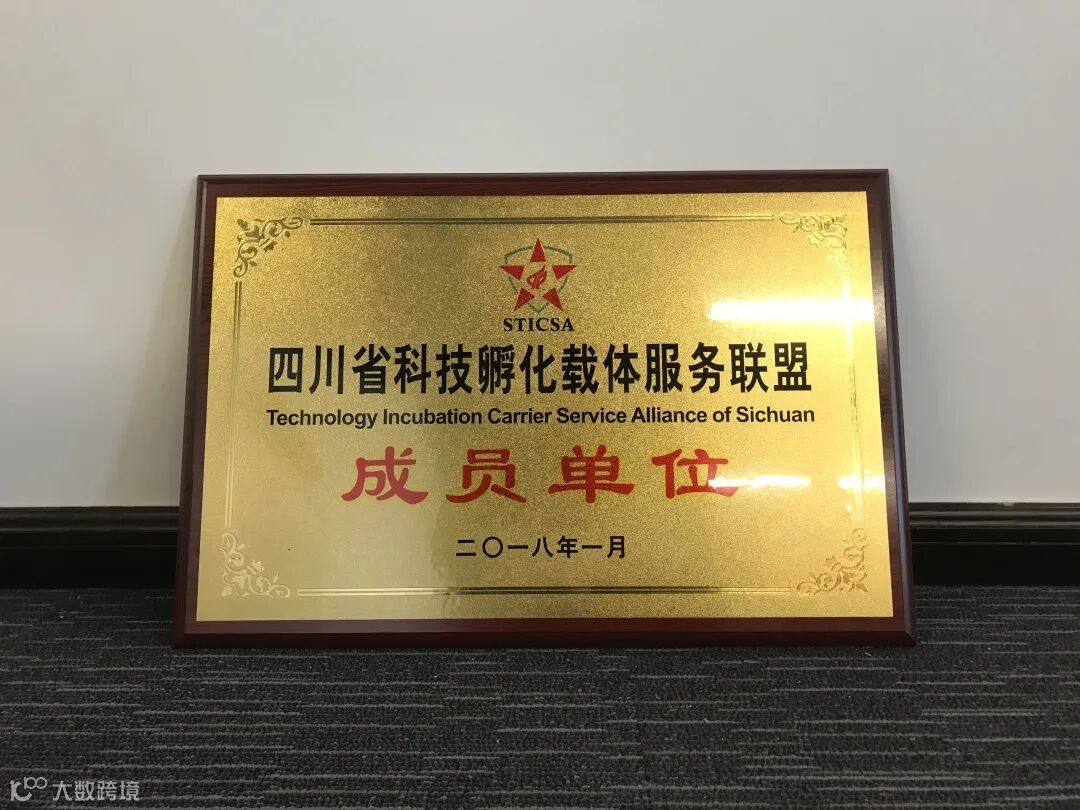 STICSA
四川省科技孵化载体服务联盟
Technology Incubation Carrier Service Alliance of Sichuan
成员单位
二〇一八年一月
大数跨境